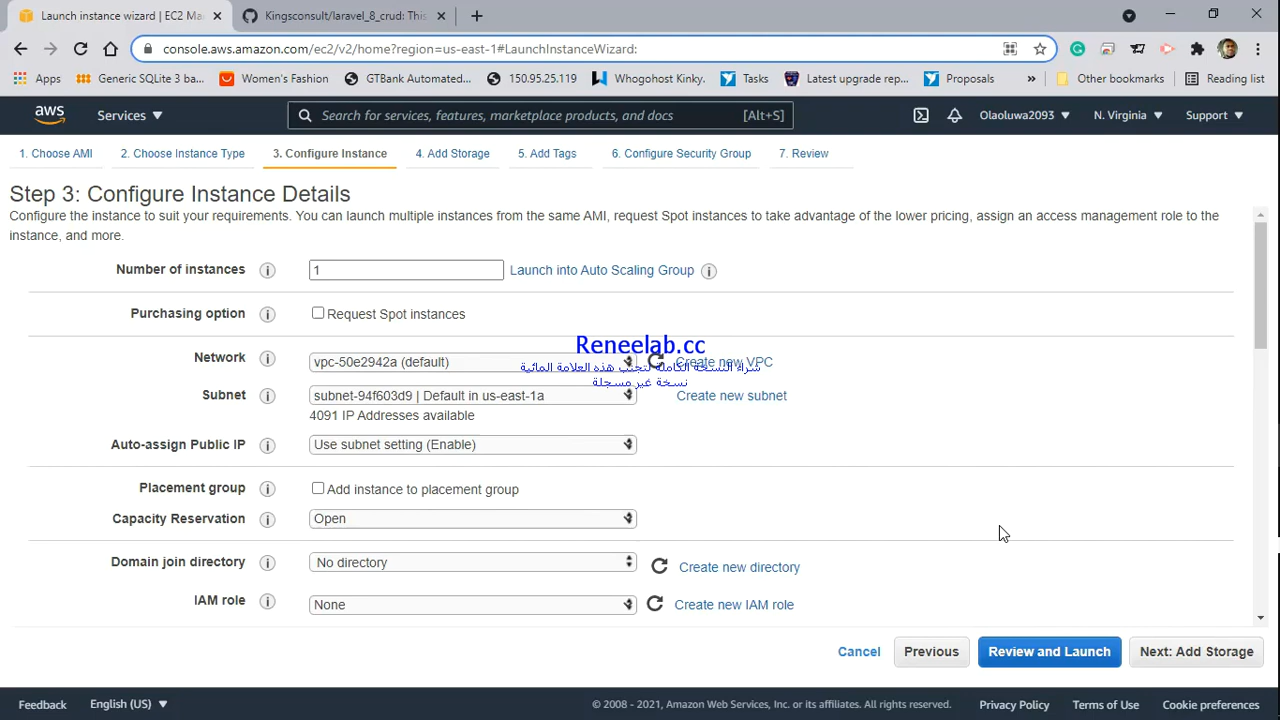 Launch instance wizard | EC2 Ma
Kingsconsult/laravel_8_crud: This
console.aws.amazon.com/ec2/v2/home?region=us-east-1#LaunchInstanceWizard:
Apps
Generic SQLite 3 ba...
Women's Fashion
GTBank Automated...
150.95.25.119
Whogohost Kinky.
Tasks
Latest upgrade rep...
Proposals
»
Other bookmarks
Reading list
aws
Services
Search for services, features, marketplace products, and docs
[Alt+S]
Olaoluwa2093
N. Virginia
Support
1. Choose AMI
2. Choose Instance Type
3. Configure Instance
4. Add Storage
5. Add Tags
6. Configure Security Group
7. Review
Step 3: Configure Instance Details
Configure the instance to suit your requirements. You can launch multiple instances from the same AMI, request Spot instances to take advantage of the lower pricing, assign an access management role to the
instance, and more.
Number of instances
1
Launch into Auto Scaling Group
Purchasing option
Request Spot instances
Reneelab.cc
Network
vpc-50e2942a (default)
Create new VPC
شراء النسخة الكاملة لتجنب هذه العلامة المائية
نسخة غير مسجلة
Subnet
subnet-94f603d9 | Default in us-east-1a
Create new subnet
4091 IP Addresses available
Auto-assign Public IP
Use subnet setting (Enable)
Placement group
Add instance to placement group
Capacity Reservation
Open
Domain join directory
No directory
Create new directory
IAM role
None
Create new IAM role
Cancel
Previous
Review and Launch
Next: Add Storage
Feedback
English (US)
© 2008 - 2021, Amazon Web Services, Inc. or its affiliates. All rights reserved.
Privacy Policy
Terms of Use
Cookie preferences